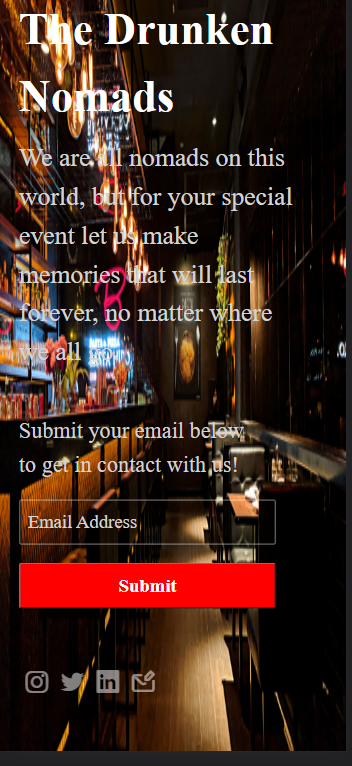 The Drunken
Nomads
We are all nomads on this
world, but for your special
event let us make
memories that will last
forever, no matter where
we all go.
Submit your email below
to get in contact with us!
Email Address
Submit